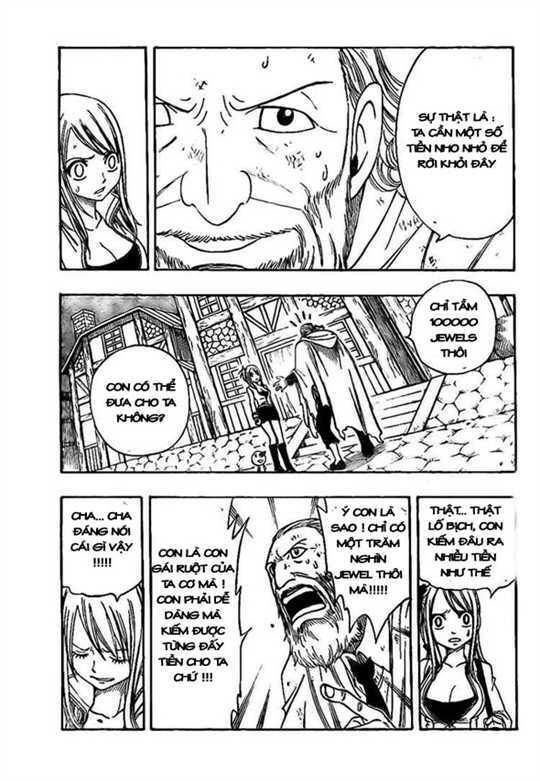 SỰ THẬT LÀ :
TA CẦN MỘT SỐ
TIỀN NHO NHỎ ĐỂ
RỜI KHỎI ĐÂY
CHỈ TẦM
100000
JEWELS
THÔI
CON CÓ THỂ
ĐƯA CHO TA
KHÔNG?
THẬT... THẬT
LỐ BỊCH, CON
KIẾM ĐÂU RA
NHIỀU TIỀN
NHƯ THẾ
Ý CON LÀ
SAO ! CHỈ CÓ
MỘT TRĂM
NGHÌN
JEWEL THÔI
MÀ!!!!!
CON LÀ CON
GÁI RUỘT CỦA
TA CƠ MÀ !
CON PHẢI DỄ
DÀNG MÀ
KIẾM ĐƯỢC
TỪNG ĐẤY
TIỀN CHO TA
CHỨ !!!
CHA... CHA
ĐANG NÓI
CÁI GÌ VẬY
!!!!!